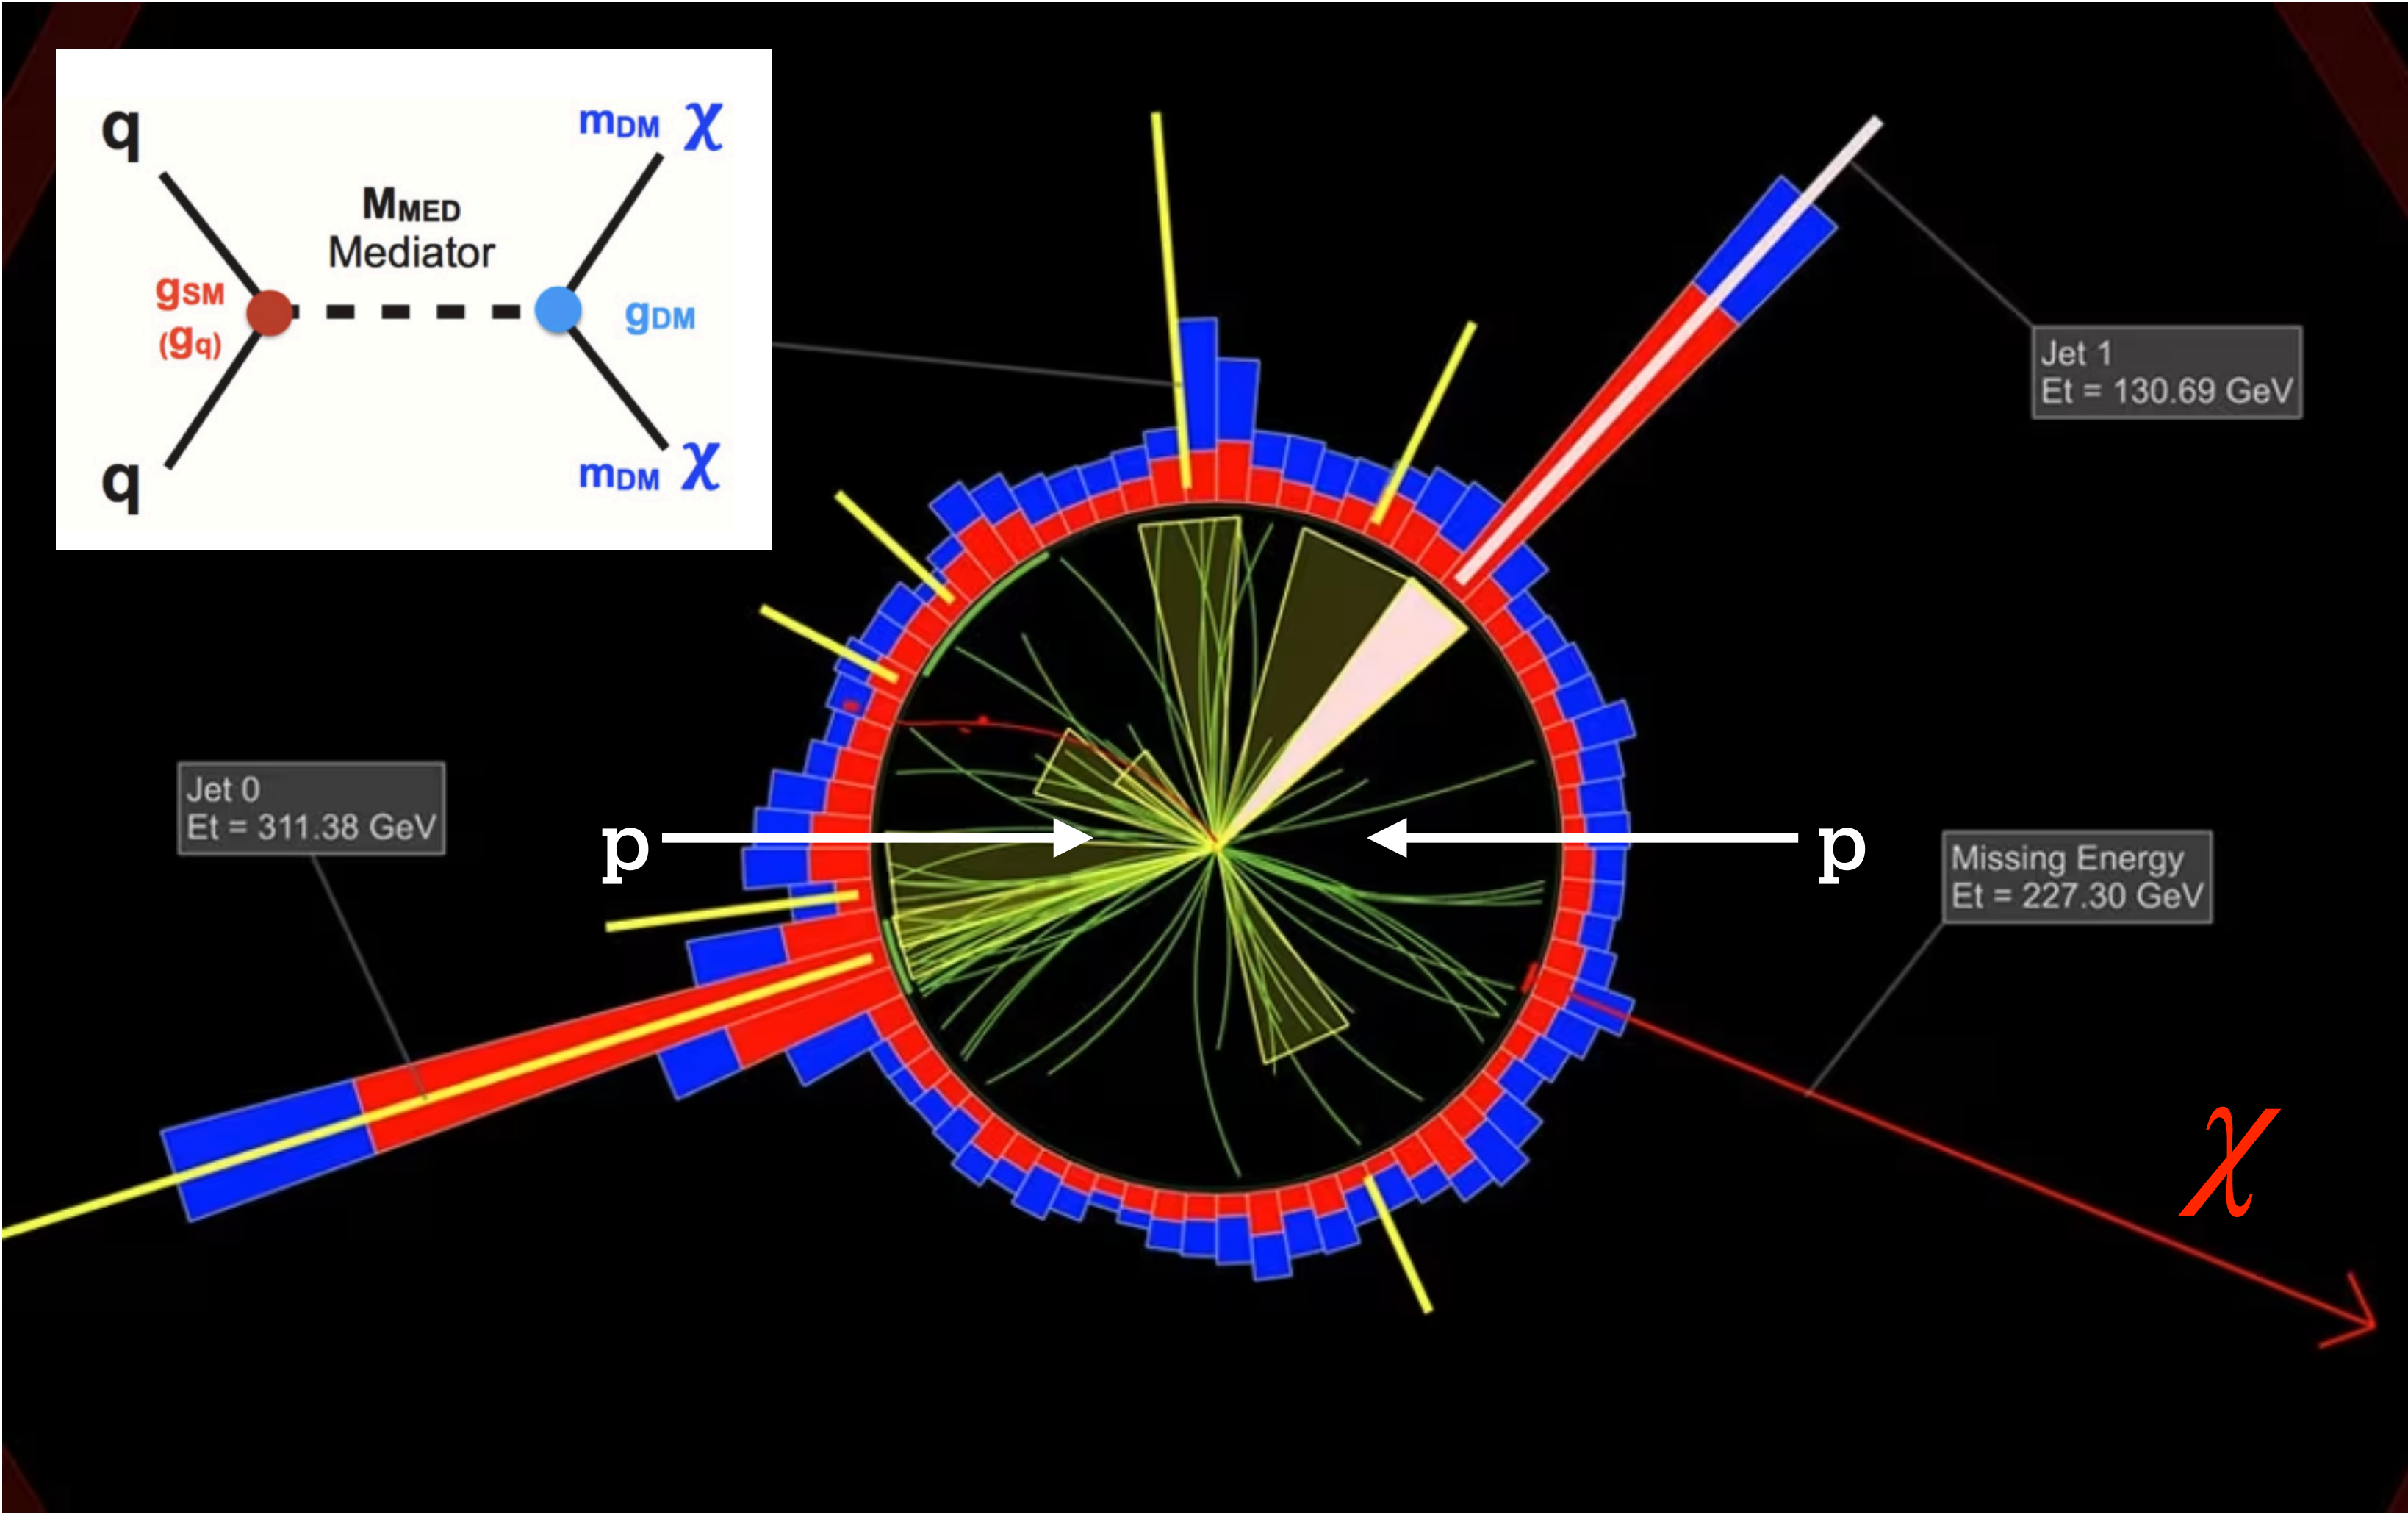 q
mDM χ
MMED
Mediator
gSM
(gq)
gDM
q
mDM χ
Jet 1
Et = 130.69 GeV
Jet 0
Et = 311.38 GeV
p
p
Missing Energy
Et = 227.30 GeV
χ